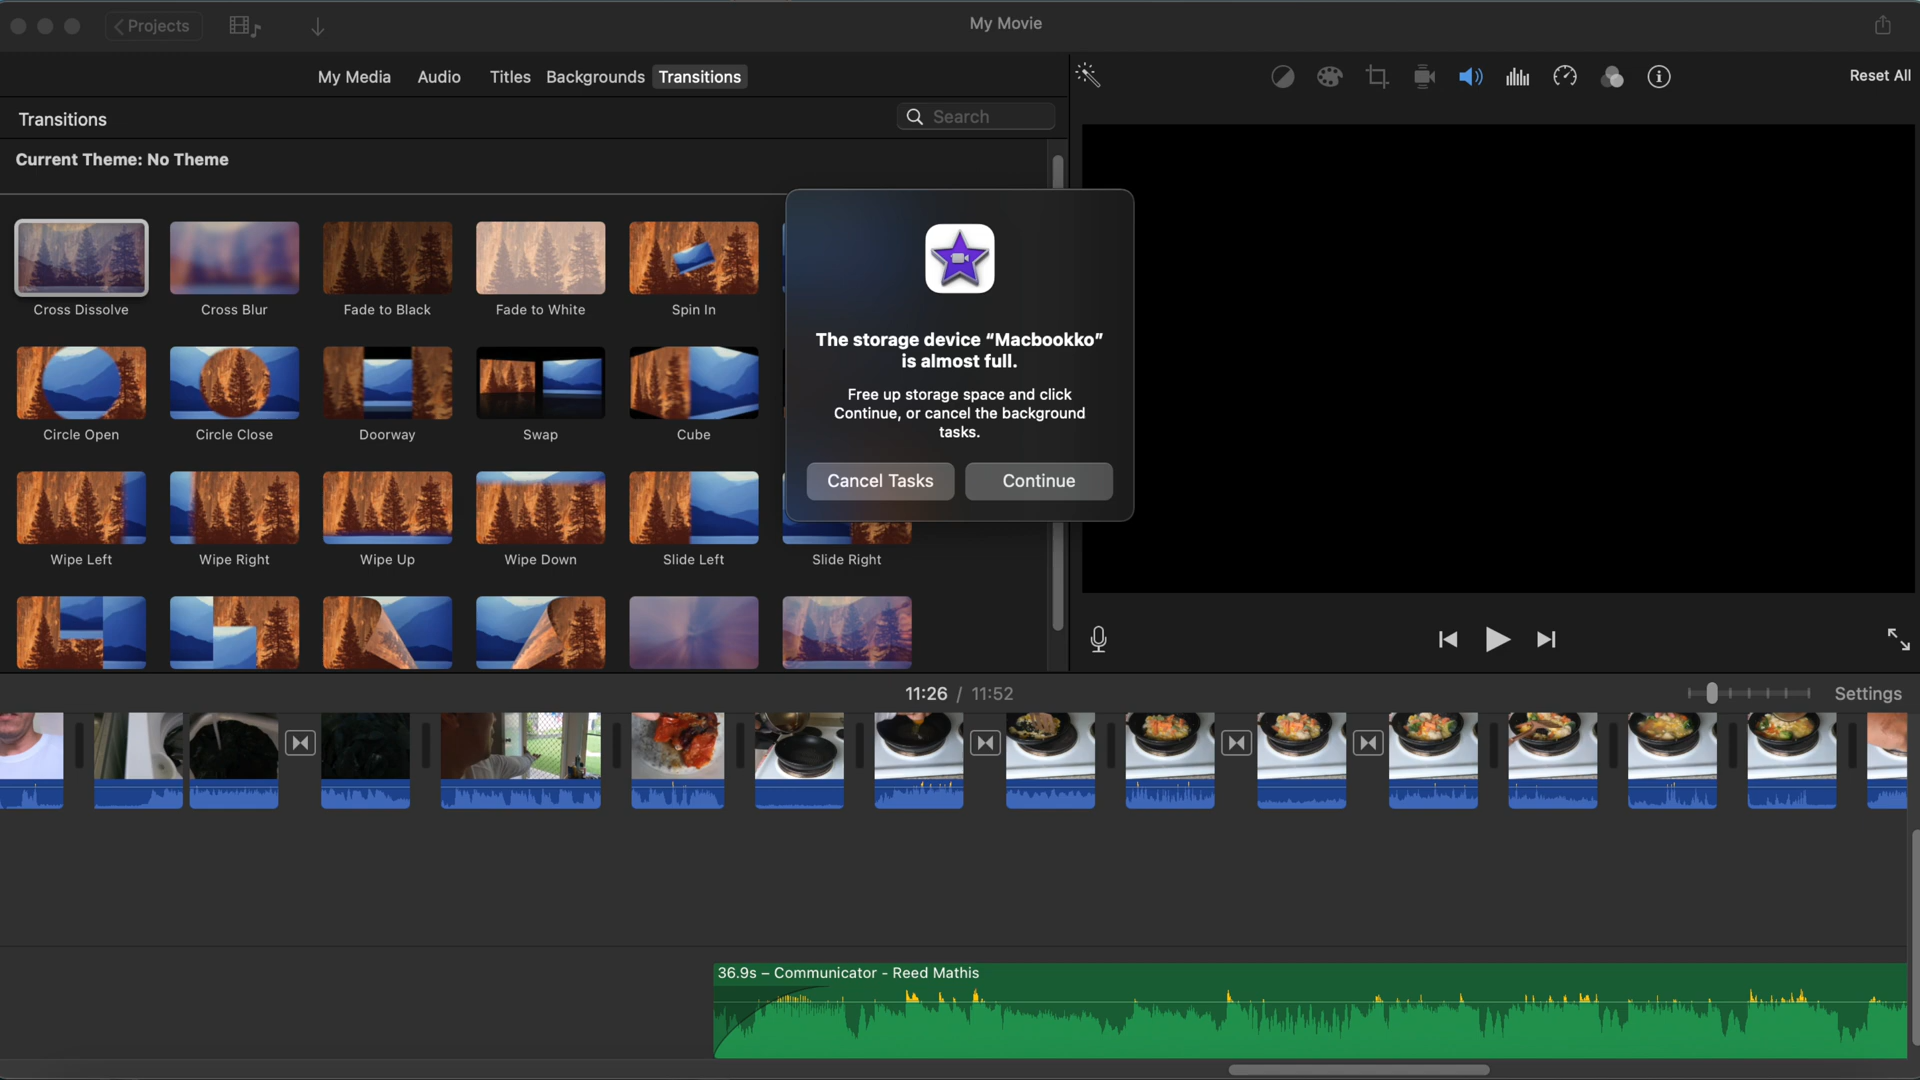 Projects
My Movie
My Media
Audio
Titles
Backgrounds
Transitions
Reset All
Transitions
Search
Current Theme: No Theme
Cross Dissolve
Cross Blur
Fade to Black
Fade to White
Spin In
The storage device “Macbookko”
is almost full.
Free up storage space and click
Continue, or cancel the background
tasks.
Cancel Tasks
Continue
Circle Open
Circle Close
Doorway
Swap
Cube
Wipe Left
Wipe Right
Wipe Up
Wipe Down
Slide Left
Slide Right
11:26 / 11:52
Settings
36.9s – Communicator - Reed Mathis